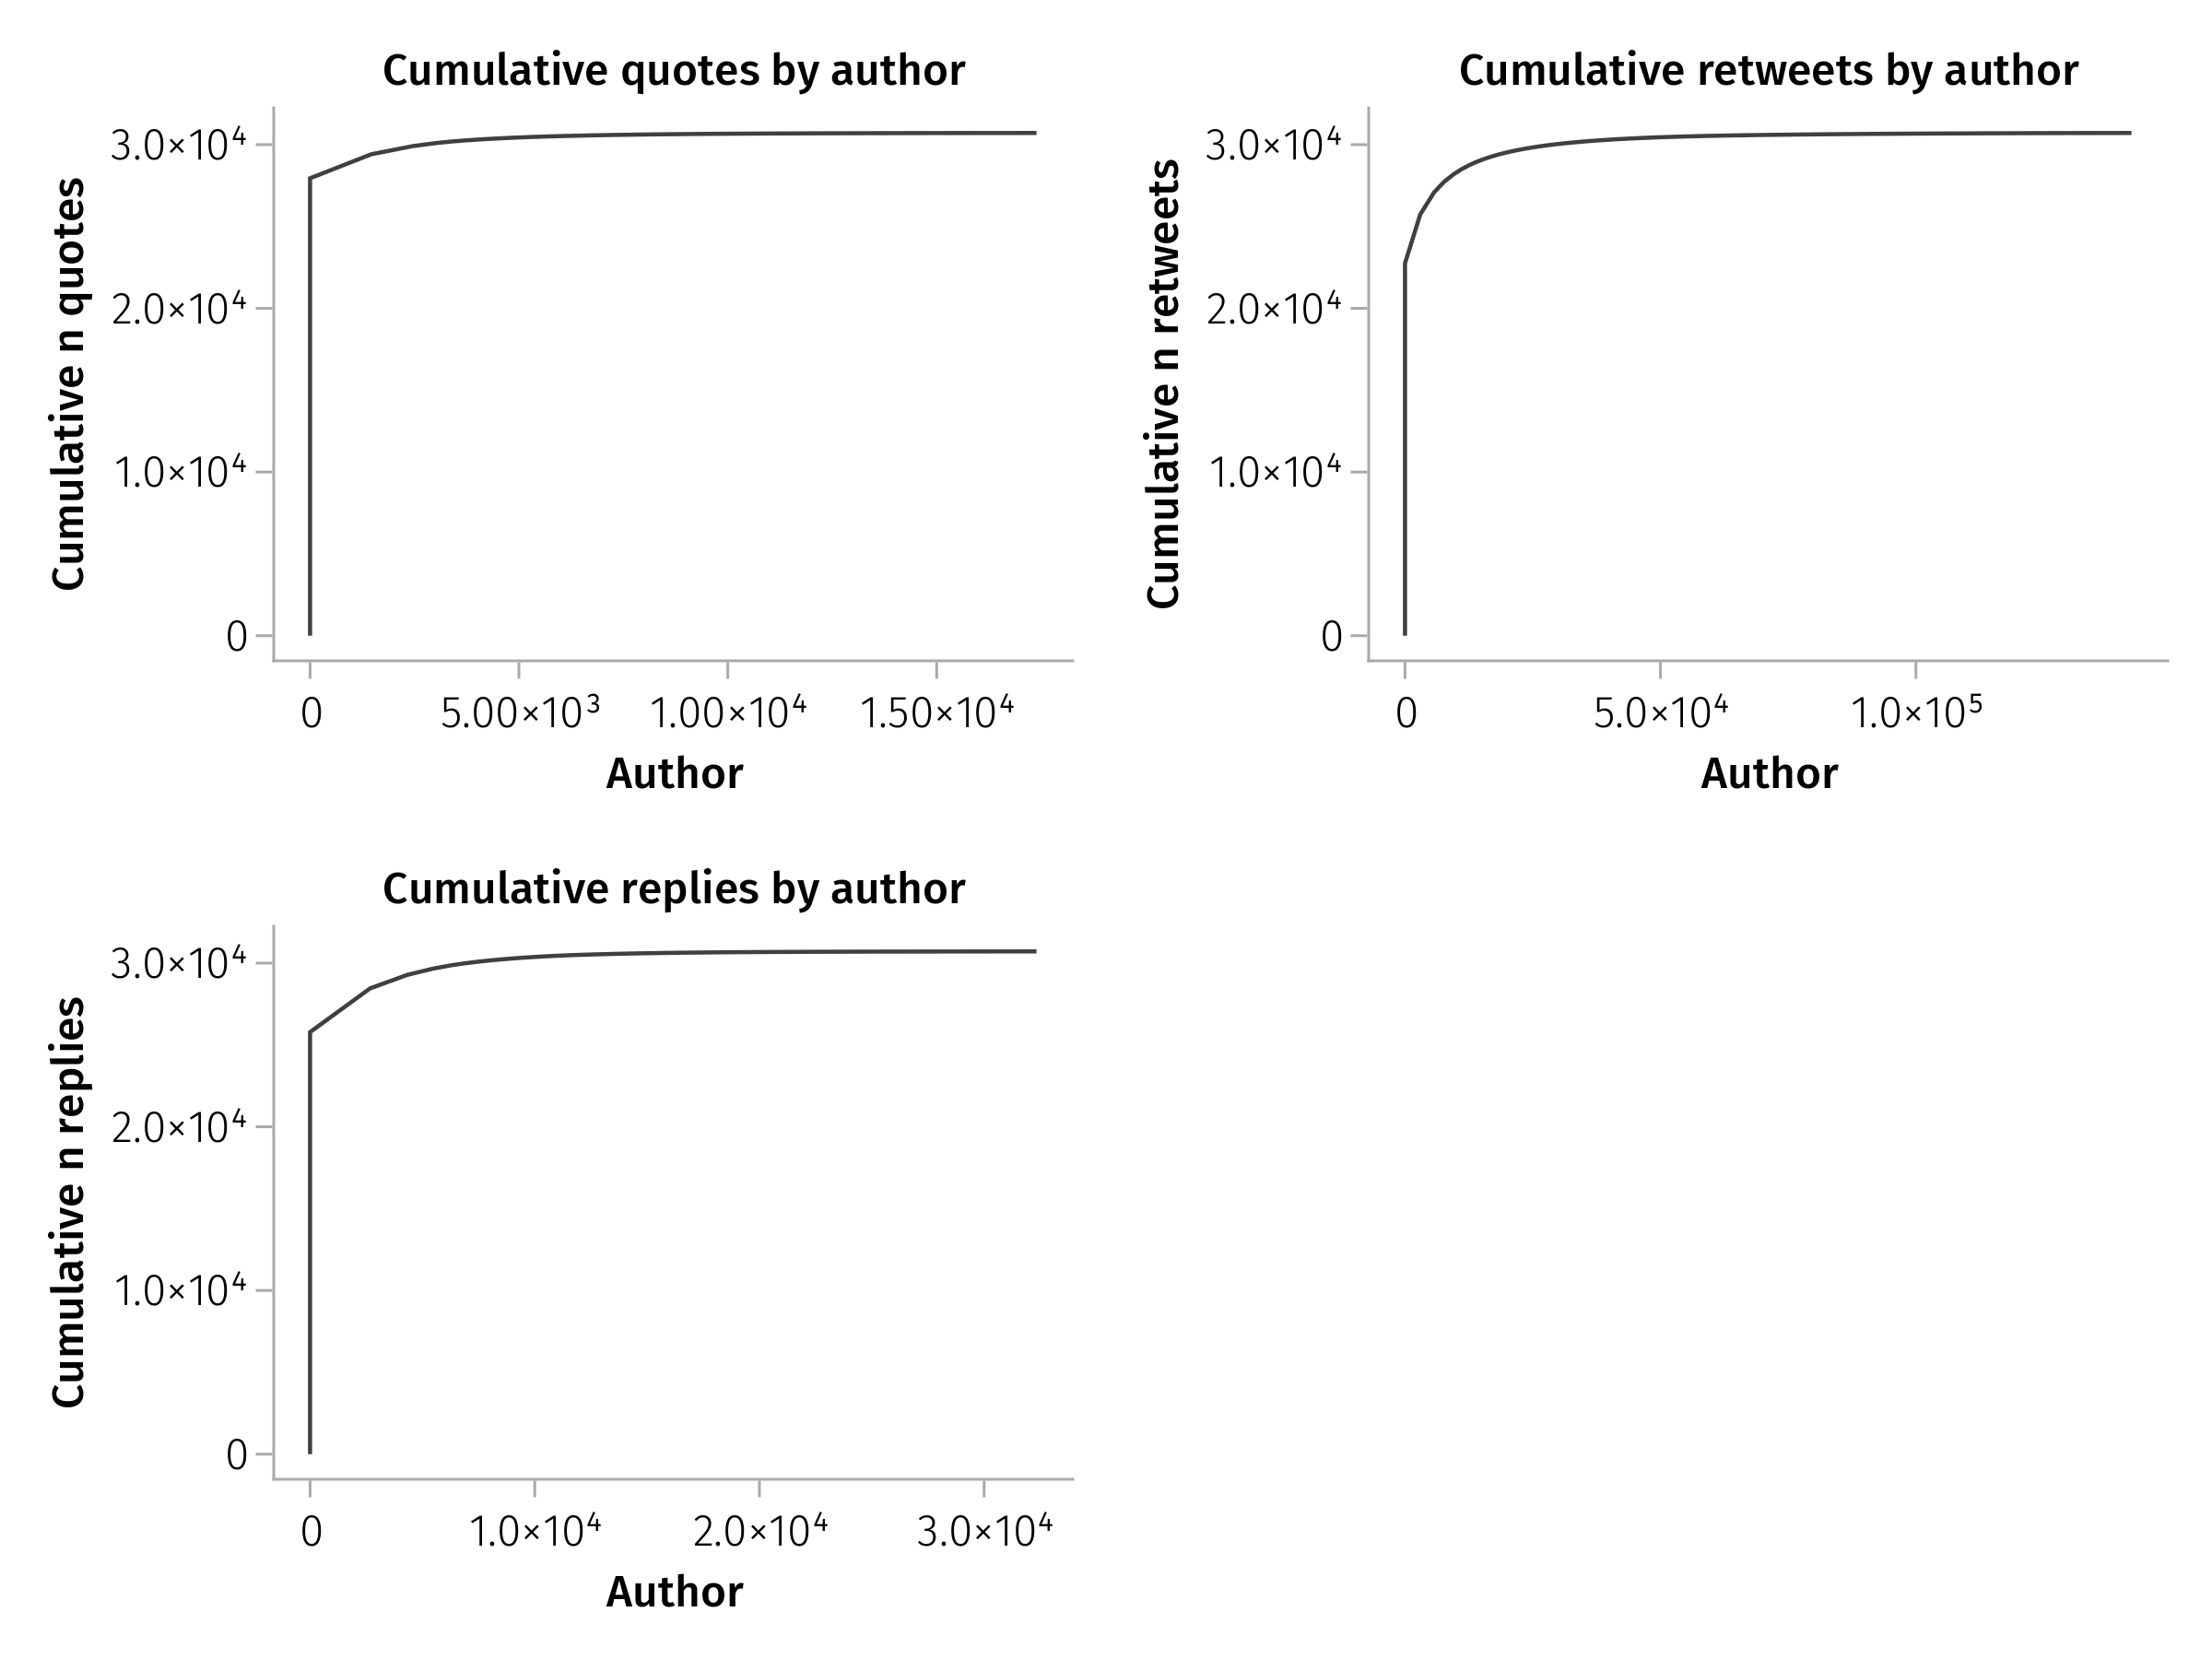 Cumulative quotes by author
Cumulative n quotes
3.0×10⁴
2.0×10⁴
1.0×10⁴
0
0 5.00×10³ 1.00×10⁴ 1.50×10⁴
Author
Cumulative retweets by author
Cumulative n retweets
3.0×10⁴
2.0×10⁴
1.0×10⁴
0
0 5.0×10⁴ 1.0×10⁵
Author
Cumulative replies by author
Cumulative n replies
3.0×10⁴
2.0×10⁴
1.0×10⁴
0
0 1.0×10⁴ 2.0×10⁴ 3.0×10⁴
Author